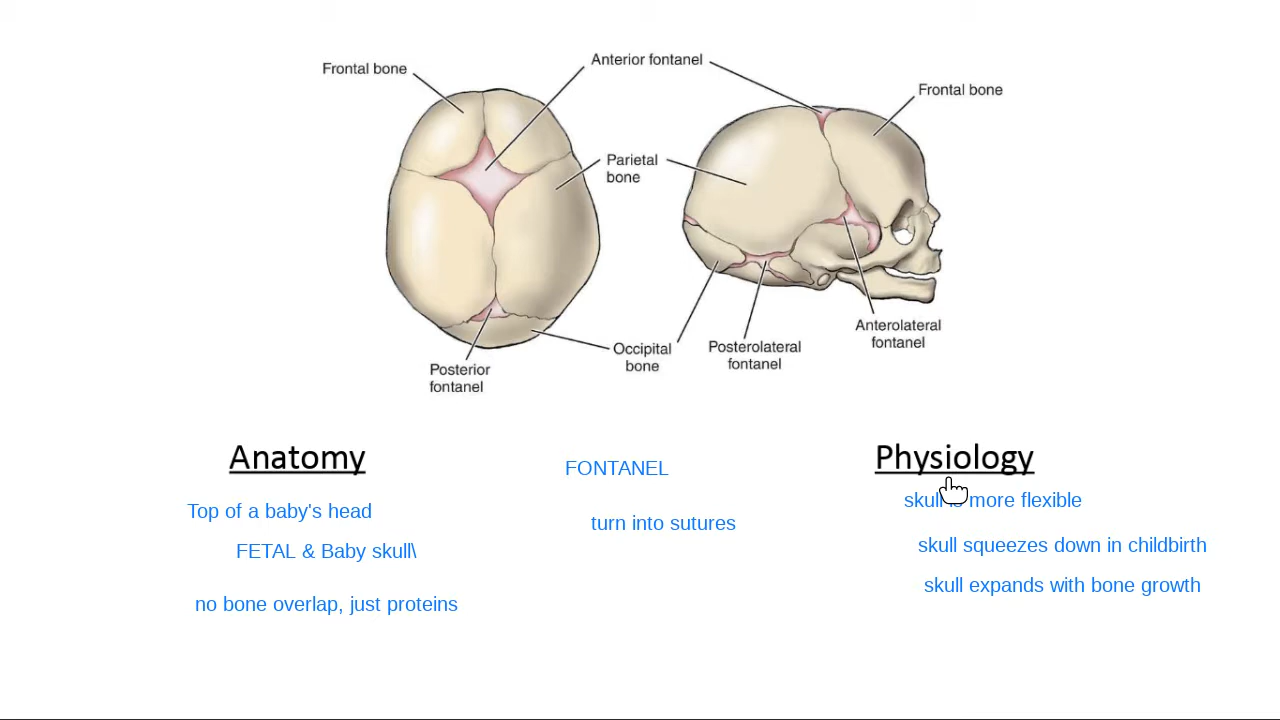 Anterior fontanel
Frontal bone
Frontal bone
Parietal
bone
Anterolateral
fontanel
Occipital
bone
Posterolateral
fontanel
Posterior
fontanel
Anatomy
FONTANEL
Physiology
Top of a baby's head
FETAL & Baby skull\
no bone overlap, just proteins
turn into sutures
skull is more flexible
skull squeezes down in childbirth
skull expands with bone growth